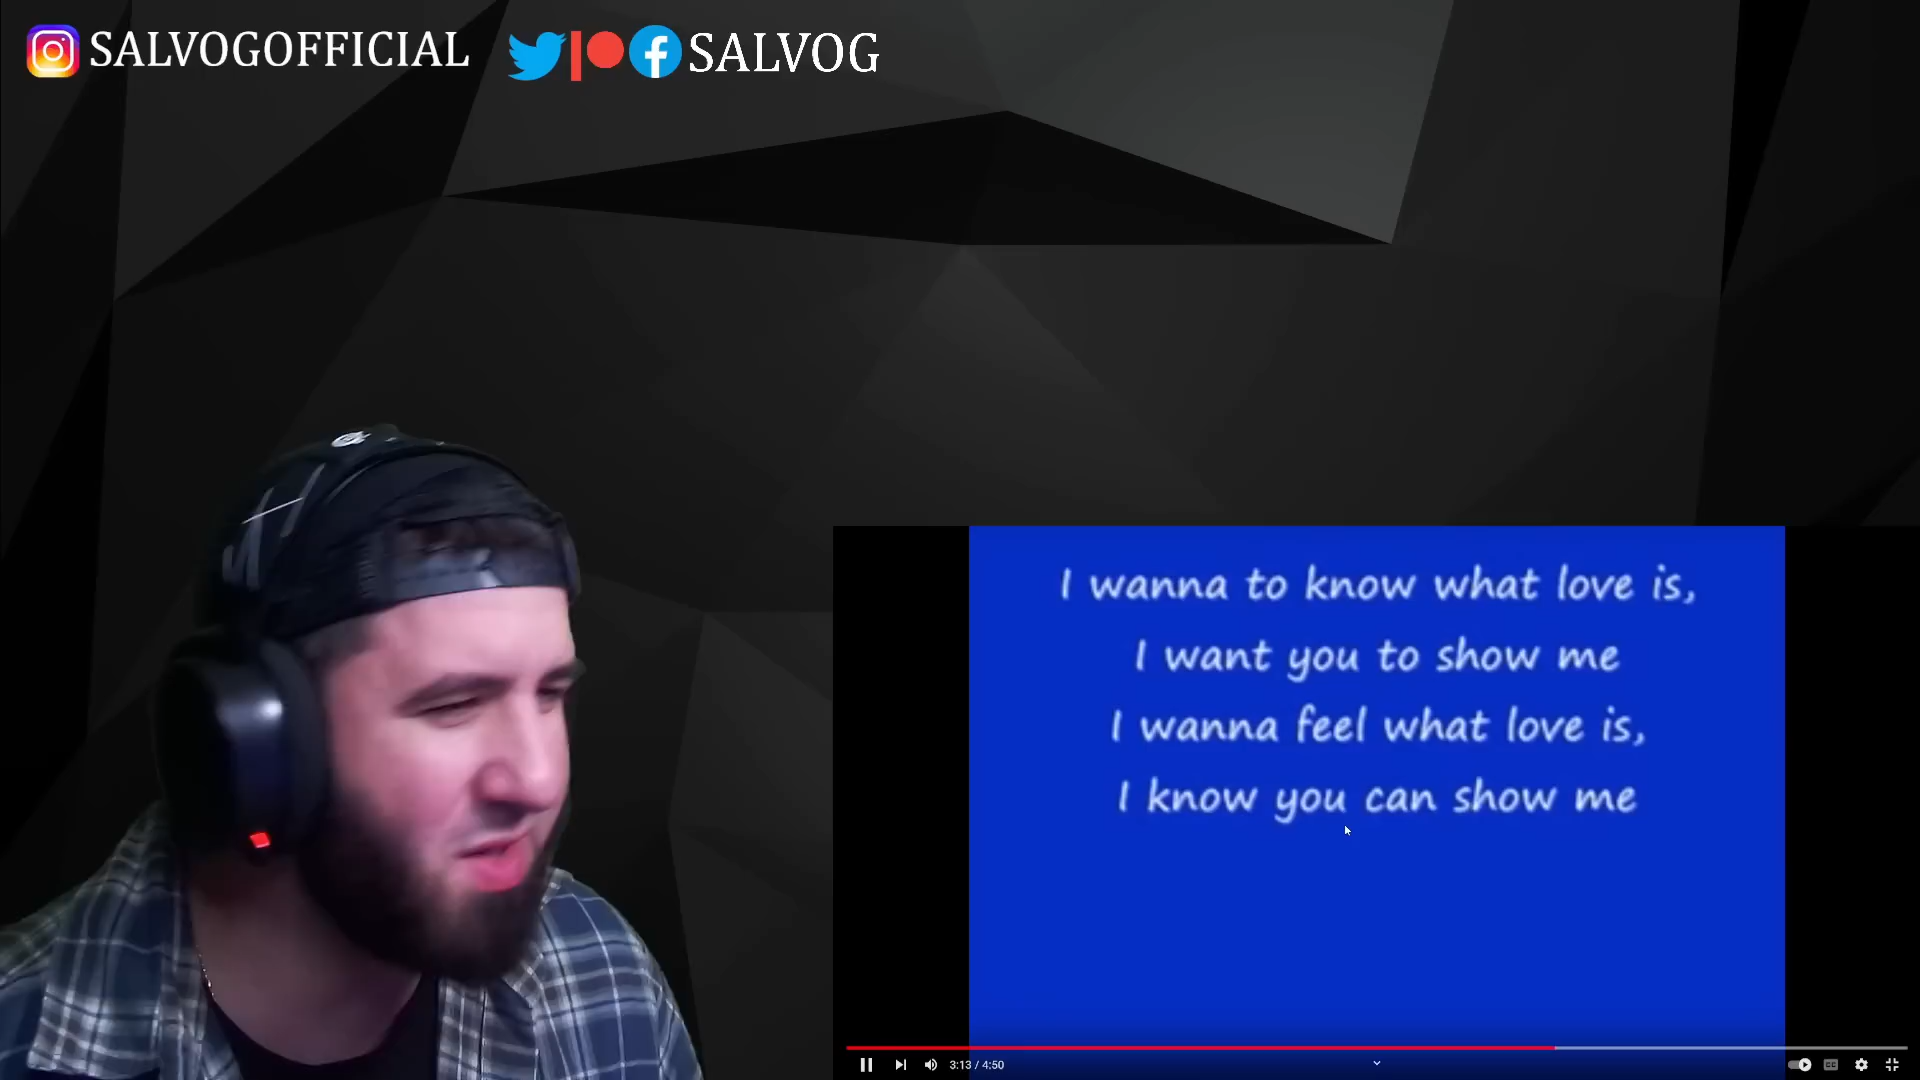 SALVOGOFFICIAL
SALVOG
I wanna to know what love is,
I want you to show me
I wanna feel what love is,
I know you can show me
3:13 / 4:50